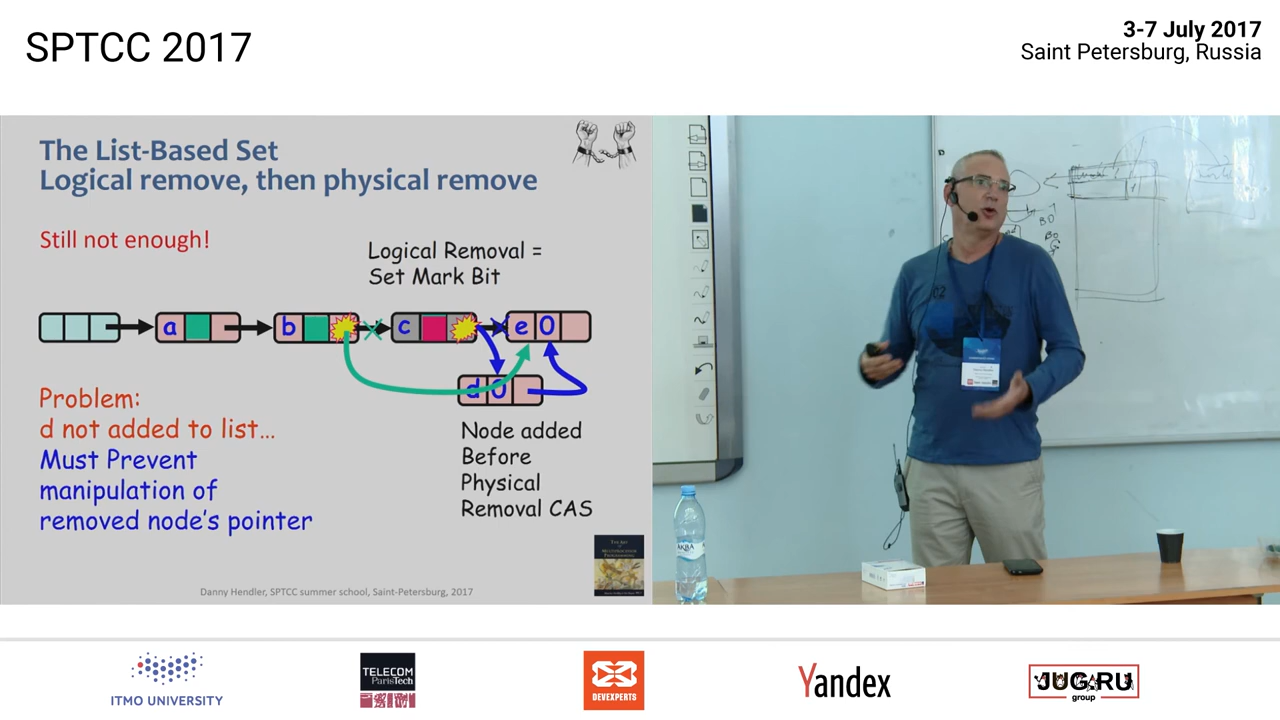 SPTCC 2017
3-7 July 2017
Saint Petersburg, Russia
The List-Based Set
Logical remove, then physical remove
Still not enough!
Logical Removal =
Set Mark Bit
a
b
c
e 0
d 0
Problem:
d not added to list...
Must Prevent
manipulation of
removed node's pointer
Node added
Before
Physical
Removal CAS
Danny Hendler, SPTCC summer school, Saint-Petersburg, 2017
ITMO UNIVERSITY
TELECOM
ParisTech
DEVEXPERTS
Yandex
JUG.RU
group